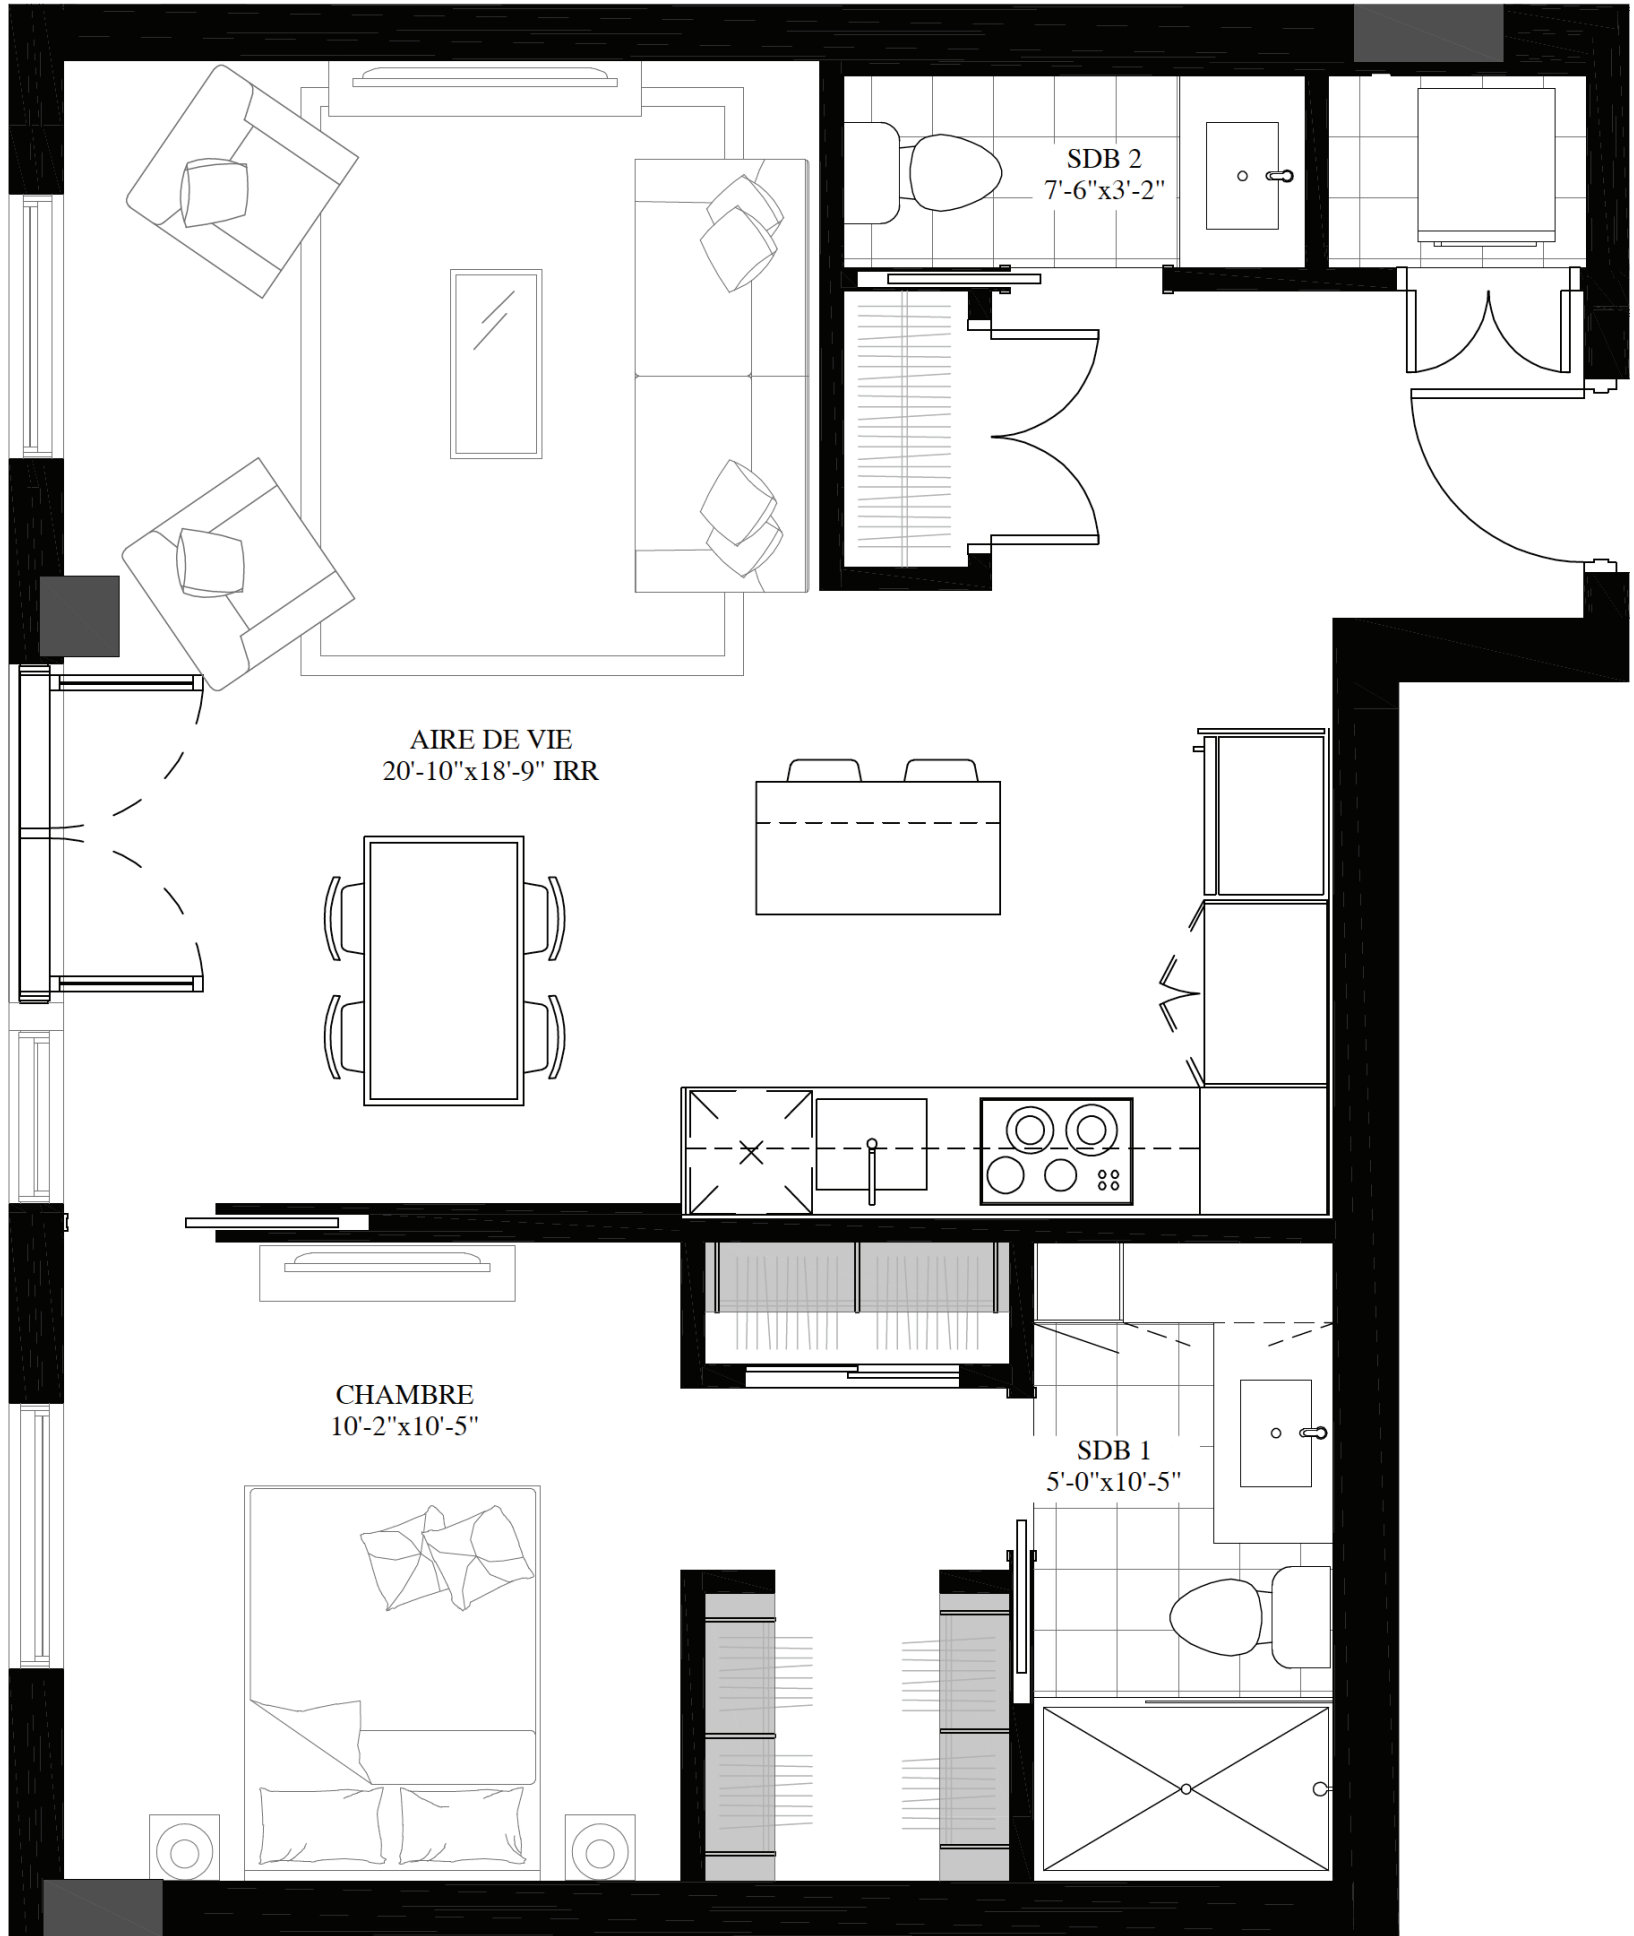 SDB 2
7'-6"x3'-2"
AIRE DE VIE
20'-10"x18'-9" IRR
CHAMBRE
10'-2"x10'-5"
SDB 1
5'-0"x10'-5"